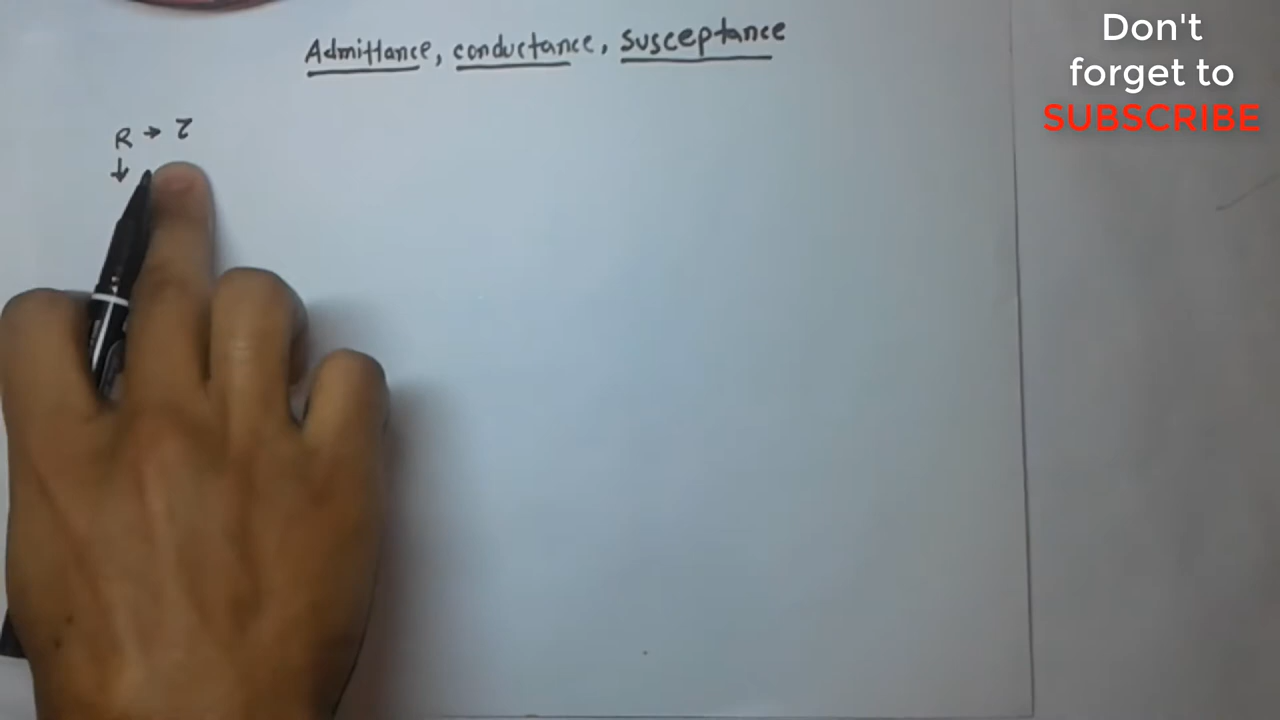 Admittance, conductance, susceptance
Don't
forget to
SUBSCRIBE
R → Z
↓